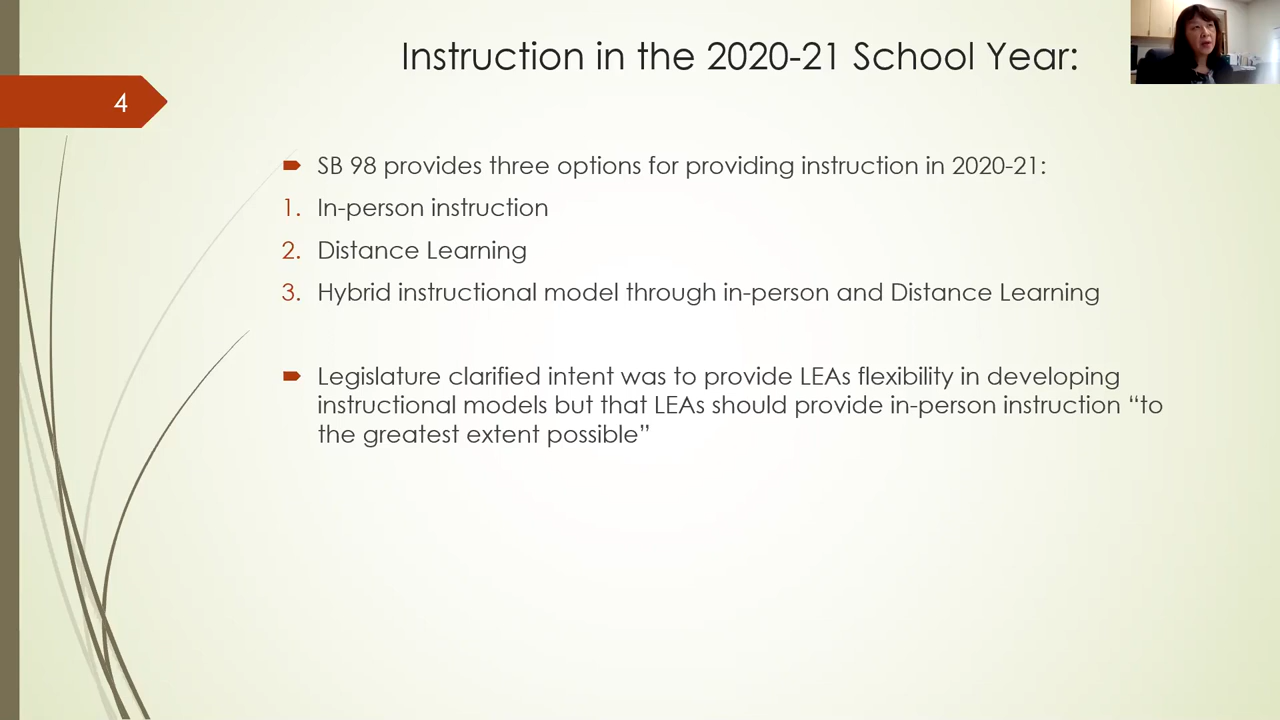 Instruction in the 2020-21 School Year:
4
SB 98 provides three options for providing instruction in 2020-21:
1. In-person instruction
2. Distance Learning
3. Hybrid instructional model through in-person and Distance Learning
Legislature clarified intent was to provide LEAs flexibility in developing
instructional models but that LEAs should provide in-person instruction “to
the greatest extent possible”